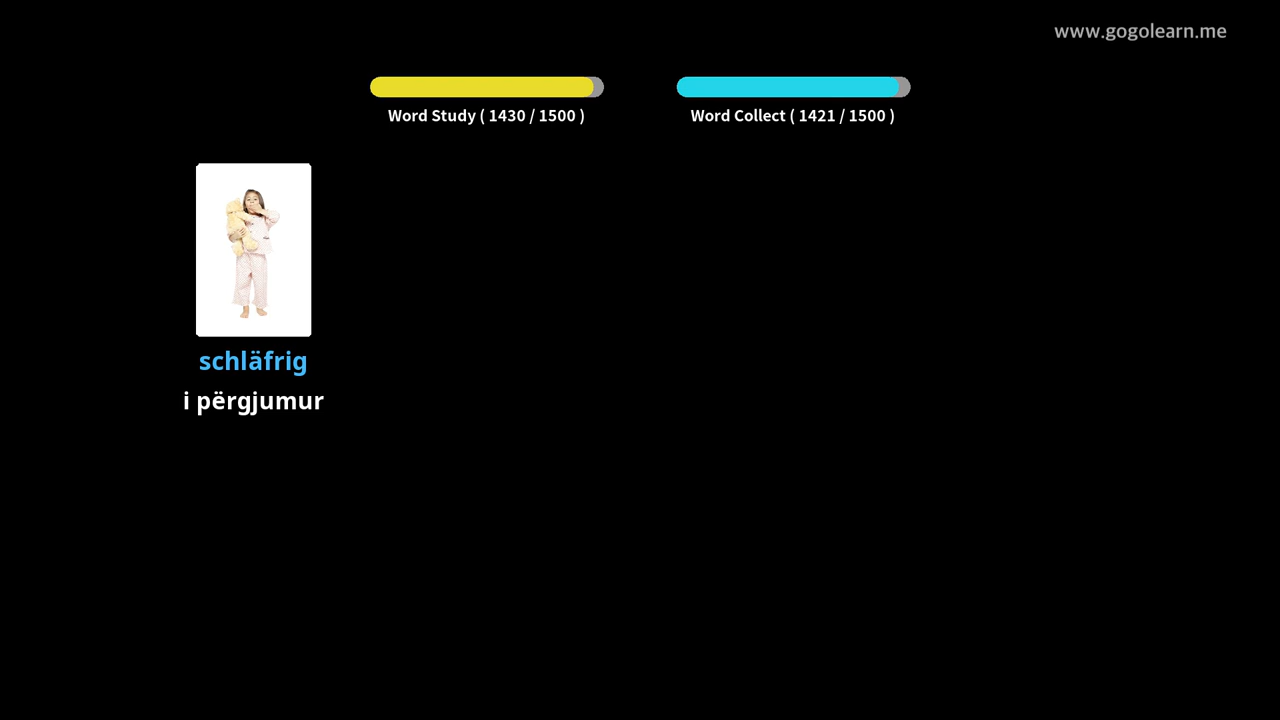 www.gogolearn.me
Word Study ( 1430 / 1500 )
Word Collect ( 1421 / 1500 )
schläfrig
i përgjumur